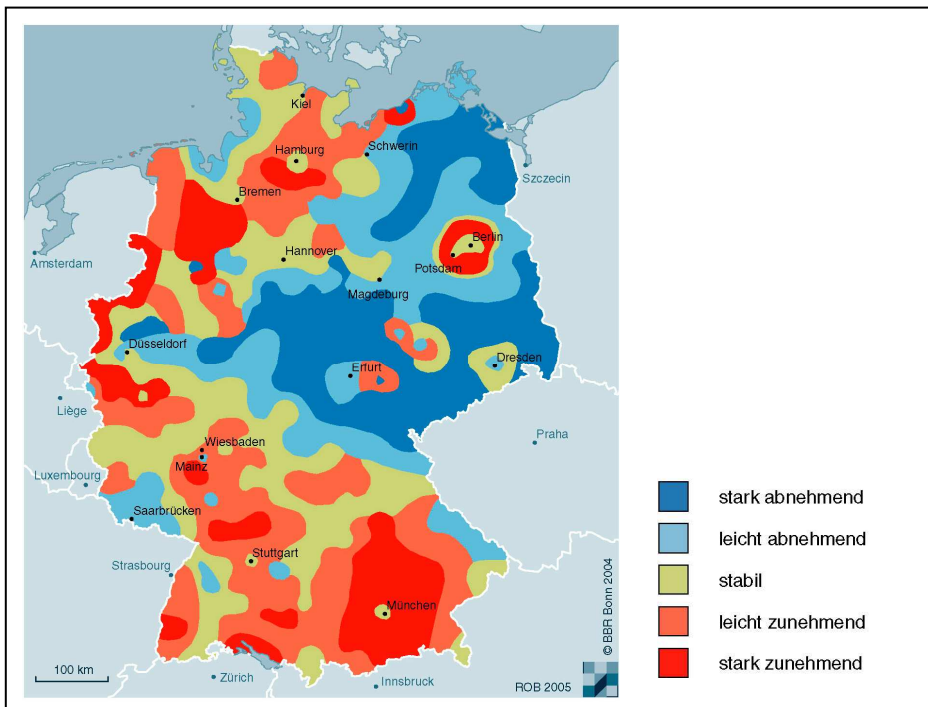 Kiel
Hamburg
Schwerin
Szczecin
Bremen
Berlin
Amsterdam
Hannover
Potsdam
Magdeburg
Düsseldorf
Erfurt
Dresden
Liège
Praha
Wiesbaden
Mainz
Luxembourg
Saarbrücken
Stuttgart
Strasbourg
München
Zürich
Innsbruck
100 km
ROB 2005
© BBR Bonn 2004
stark abnehmend
leicht abnehmend
stabil
leicht zunehmend
stark zunehmend